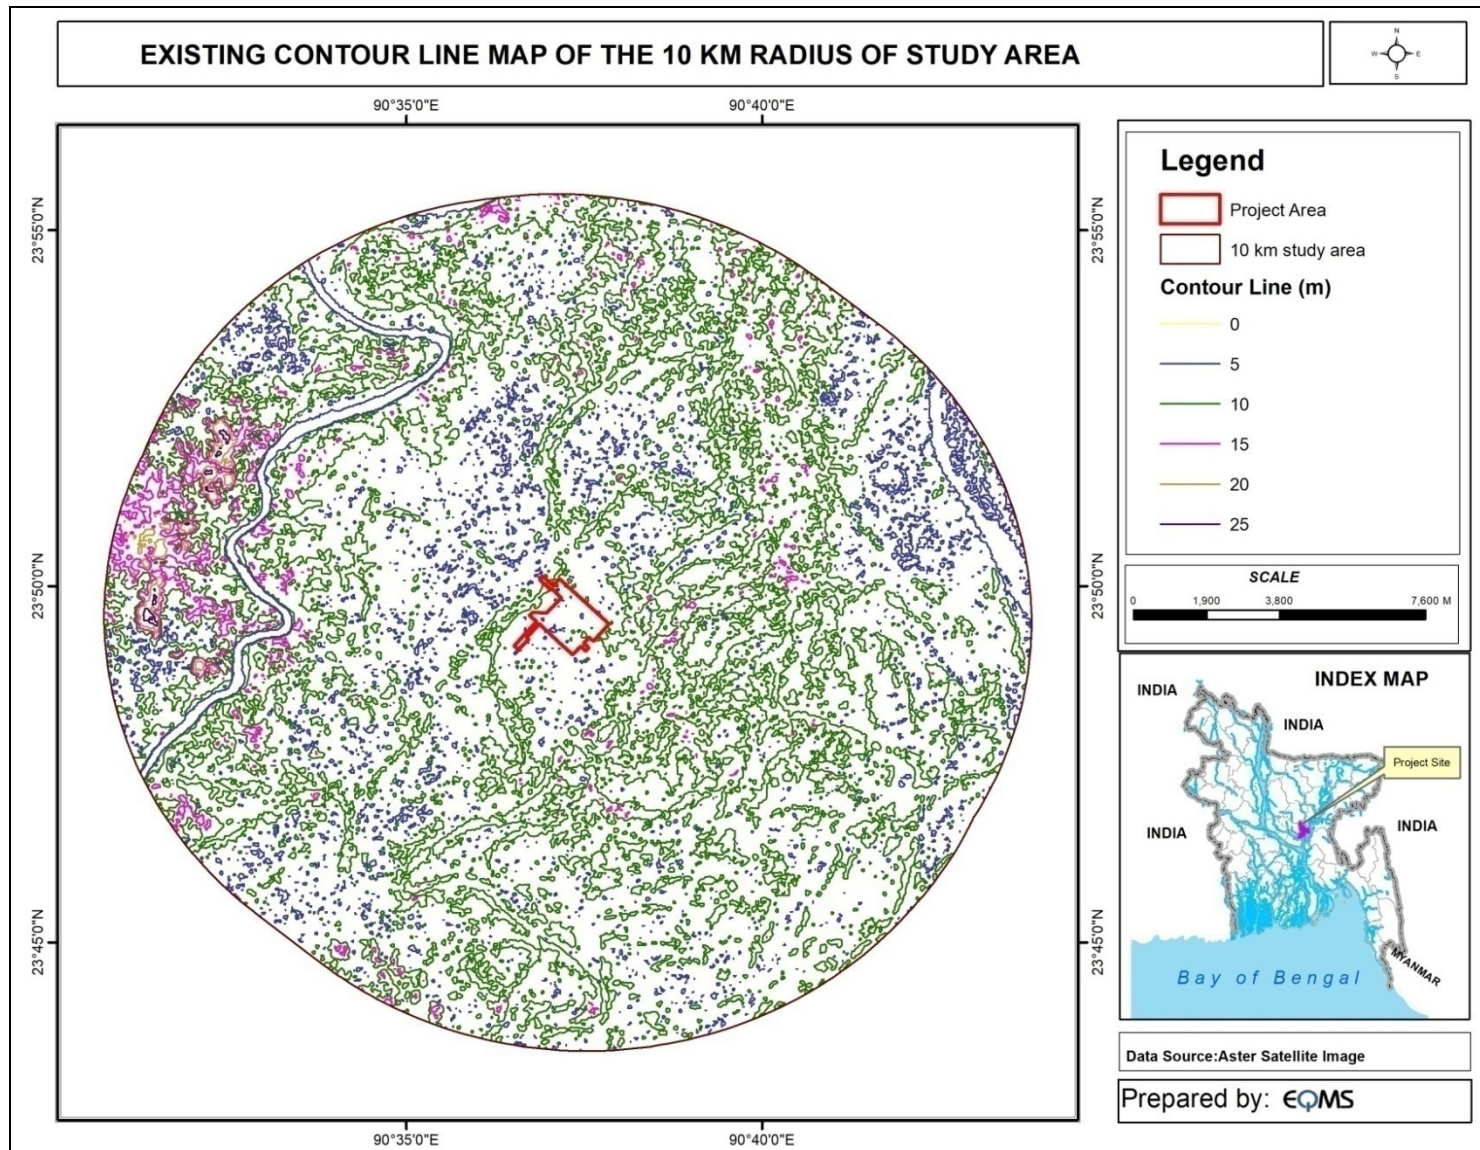 EXISTING CONTOUR LINE MAP OF THE 10 KM RADIUS OF STUDY AREA
N
W E
S
90°35'0"E 90°40'0"E
23°55'0"N 23°55'0"N
23°50'0"N 23°50'0"N
23°45'0"N 23°45'0"N
90°35'0"E 90°40'0"E
Legend
Project Area
10 km study area
Contour Line (m)
0
5
10
15
20
25
SCALE
0 1,900 3,800 7,600 M
INDEX MAP
INDIA
INDIA
Project Site
INDIA
INDIA
MYANMAR
Bay of Bengal
Data Source:Aster Satellite Image
Prepared by: EQMS